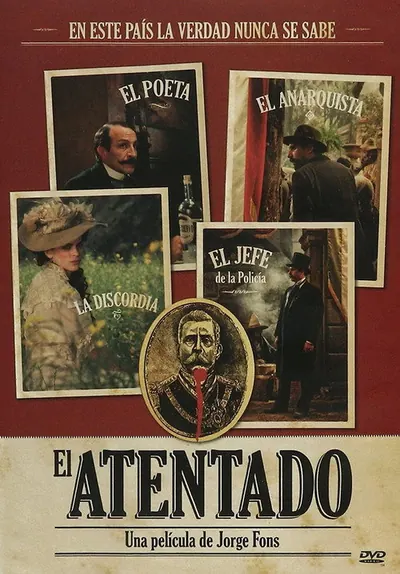 EN ESTE PAÍS LA VERDAD NUNCA SE SABE
EL POETA
EL ANARQUISTA
LA DISCORDIA
EL JEFE
de la Policía
El ATENTADO
Una película de Jorge Fons
DVD
VIDEO